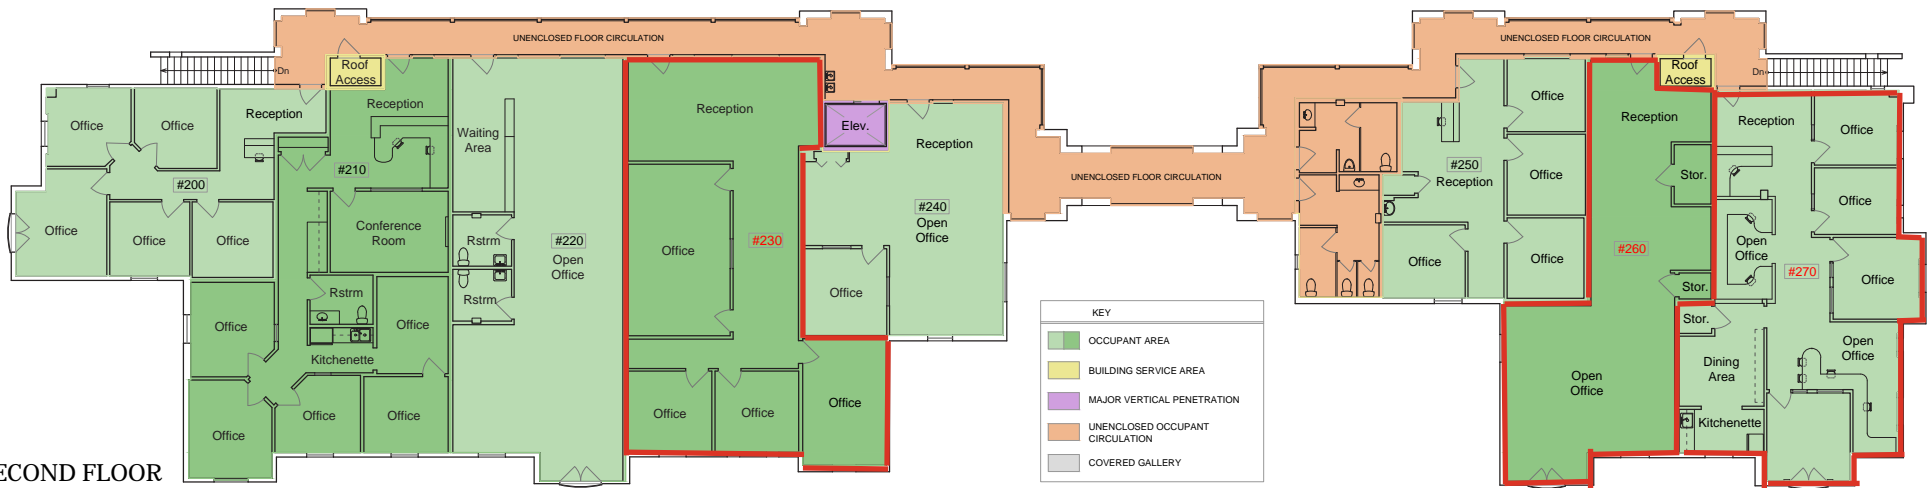 UNENCLOSED FLOOR CIRCULATION
UNENCLOSED FLOOR CIRCULATION
Dn
Roof
Access
Roof
Access
Dn
Office
Office
Reception
Reception
#200
#210
Office
Office
Office
Conference
Room
Waiting
Area
Rstrm
Rstrm
Rstrm
#220
Open
Office
Office
Kitchenette
Office
Office
Office
Office
Office
Reception
Office
#230
Office
Office
Office
Elev.
Reception
#240
Open
Office
Office
UNENCLOSED FLOOR CIRCULATION
Office
#250
Reception
Office
Office
Office
Reception
Stor.
#260
Stor.
Open
Office
Reception
Office
Office
Open
Office
#270
Office
Stor.
Open
Office
Dining
Area
Kitchenette
KEY
OCCUPANT AREA
BUILDING SERVICE AREA
MAJOR VERTICAL PENETRATION
UNENCLOSED OCCUPANT
CIRCULATION
COVERED GALLERY
ECOND FLOOR